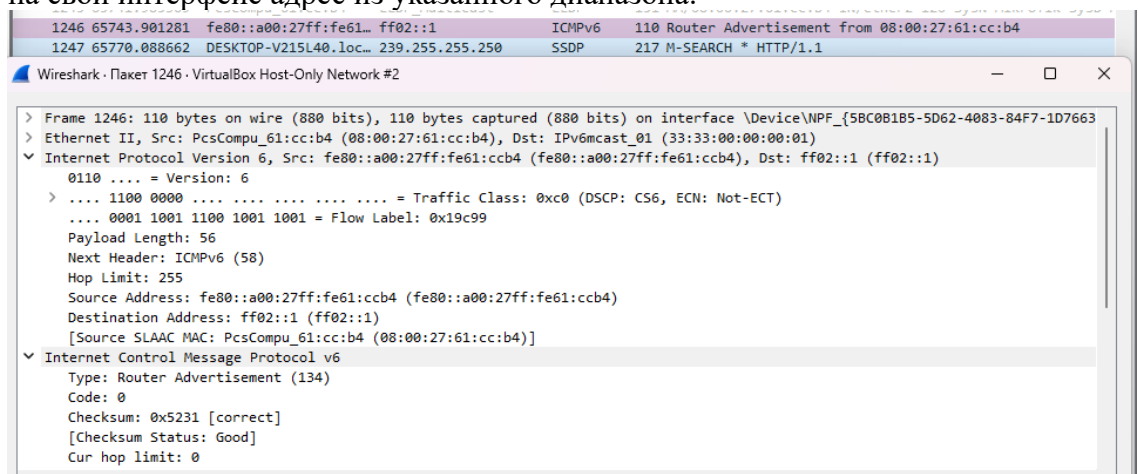 на свой интерфейс адрес из указанного диапазона.
1246 65743.901281 fe80::a00:27ff:fe61… ff02::1 ICMPv6 110 Router Advertisement from 08:00:27:61:cc:b4
1247 65770.088662 DESKTOP-V215L40.loc… 239.255.255.250 SSDP 217 M-SEARCH * HTTP/1.1
Wireshark · Пакет 1246 · VirtualBox Host-Only Network #2
Frame 1246: 110 bytes on wire (880 bits), 110 bytes captured (880 bits) on interface \Device\NPF_{5BC0B1B5-5D62-4083-84F7-1D7663
Ethernet II, Src: PcsCompu_61:cc:b4 (08:00:27:61:cc:b4), Dst: IPv6mcast_01 (33:33:00:00:00:01)
Internet Protocol Version 6, Src: fe80::a00:27ff:fe61:ccb4 (fe80::a00:27ff:fe61:ccb4), Dst: ff02::1 (ff02::1)
0110 .... = Version: 6
.... 1100 0000 .... .... .... .... .... = Traffic Class: 0xc0 (DSCP: CS6, ECN: Not-ECT)
.... 0001 1001 1100 1001 1001 = Flow Label: 0x19c99
Payload Length: 56
Next Header: ICMPv6 (58)
Hop Limit: 255
Source Address: fe80::a00:27ff:fe61:ccb4 (fe80::a00:27ff:fe61:ccb4)
Destination Address: ff02::1 (ff02::1)
[Source SLAAC MAC: PcsCompu_61:cc:b4 (08:00:27:61:cc:b4)]
Internet Control Message Protocol v6
Type: Router Advertisement (134)
Code: 0
Checksum: 0x5231 [correct]
[Checksum Status: Good]
Cur hop limit: 0